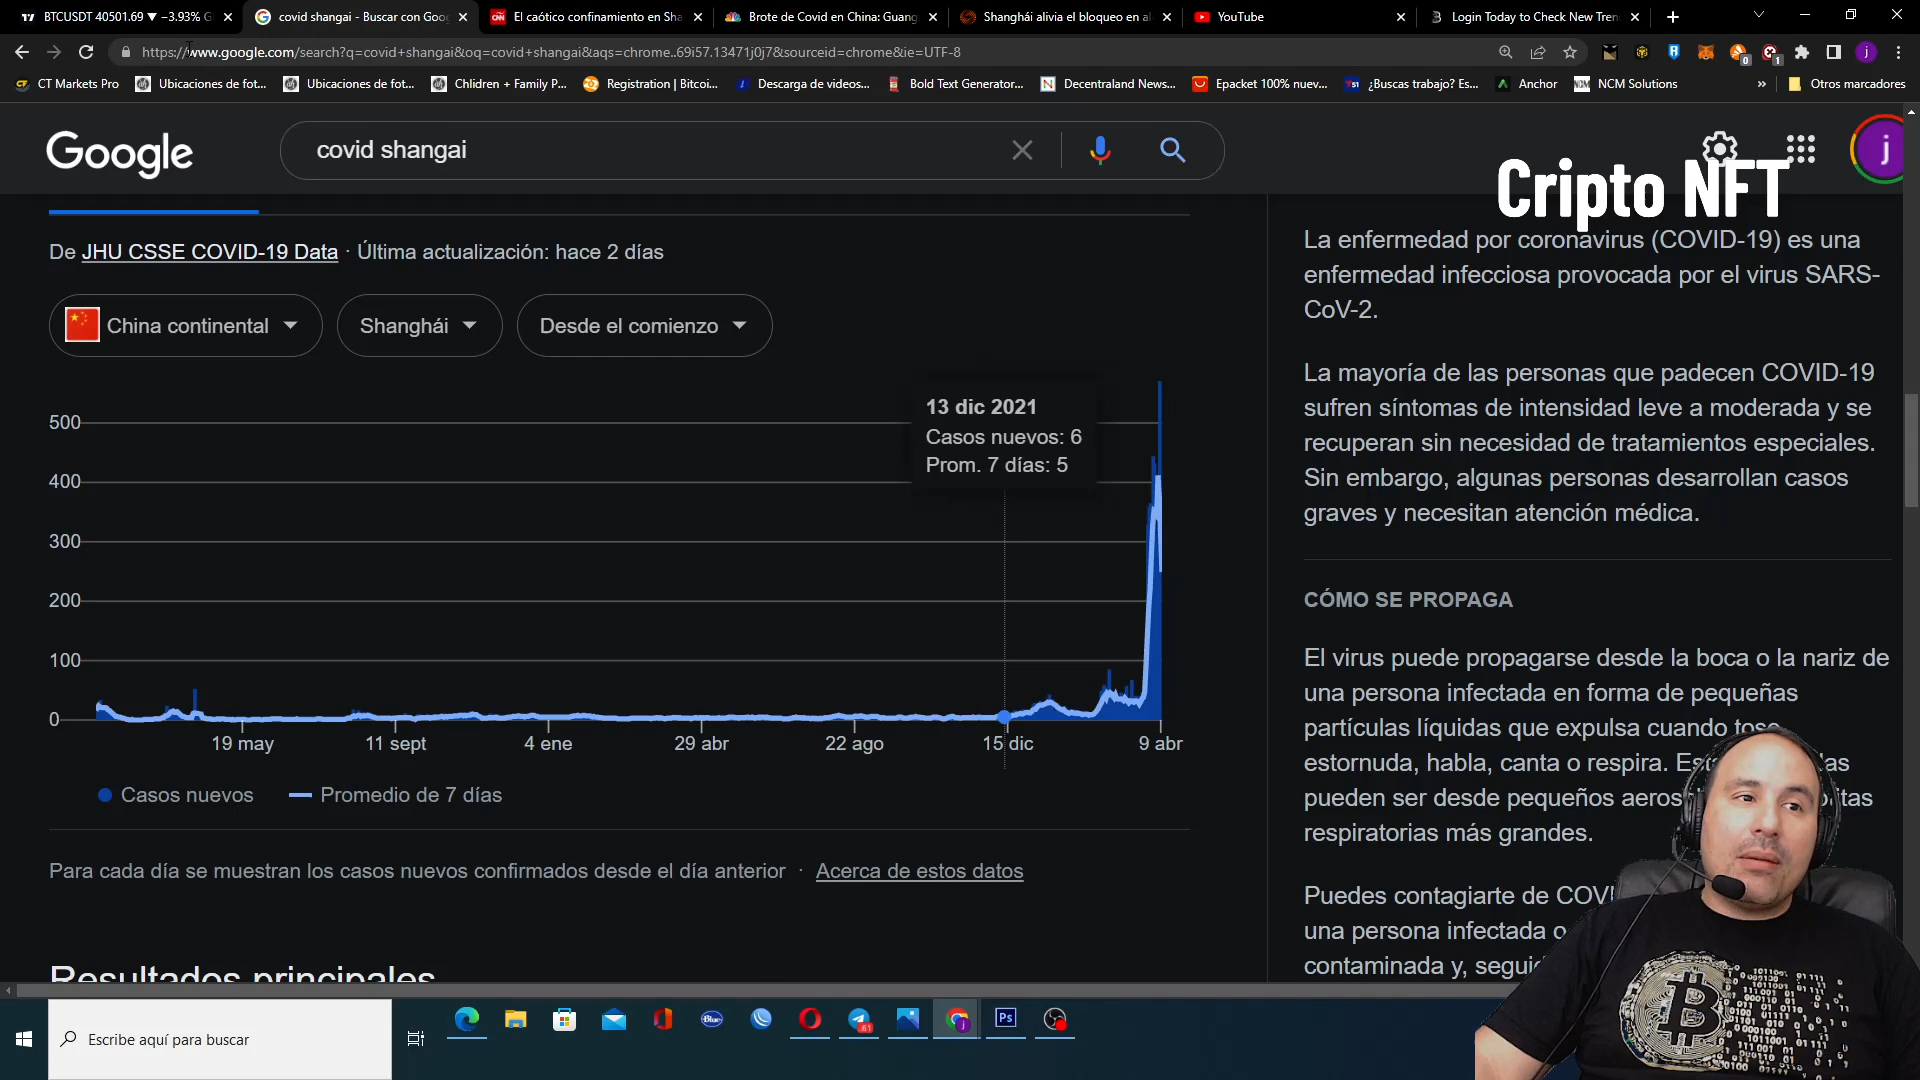 BTCUSDT 40501.69 ▼ −3.93%
covid shangai - Buscar con Goog
El caótico confinamiento en Sha
Brote de Covid en China: Guang
Shanghái alivia el bloqueo en al
YouTube
Login Today to Check New Tren
https://www.google.com/search?q=covid+shangai&oq=covid+shangai&aqs=chrome..69i57.13471j0j7&sourceid=chrome&ie=UTF-8
CT Markets Pro
Ubicaciones de fot...
Ubicaciones de fot...
Chlidren + Family P...
Registration | Bitcoi...
Descarga de videos...
Bold Text Generator...
Decentraland News...
Epacket 100% nuev...
¿Buscas trabajo? Es...
Anchor
NCM Solutions
Otros marcadores
Google
covid shangai
j
Cripto NFT
De JHU CSSE COVID-19 Data · Última actualización: hace 2 días
China continental
Shanghái
Desde el comienzo
13 dic 2021
Casos nuevos: 6
Prom. 7 días: 5
500
400
300
200
100
0
19 may
11 sept
4 ene
29 abr
22 ago
15 dic
9 abr
Casos nuevos
Promedio de 7 días
Para cada día se muestran los casos nuevos confirmados desde el día anterior · Acerca de estos datos
Resultados principales
La enfermedad por coronavirus (COVID-19) es una
enfermedad infecciosa provocada por el virus SARS-
CoV-2.
La mayoría de las personas que padecen COVID-19
sufren síntomas de intensidad leve a moderada y se
recuperan sin necesidad de tratamientos especiales.
Sin embargo, algunas personas desarrollan casos
graves y necesitan atención médica.
CÓMO SE PROPAGA
El virus puede propagarse desde la boca o la nariz de
una persona infectada en forma de pequeñas
partículas líquidas que expulsa cuando tose,
estornuda, habla, canta o respira.
pueden ser desde pequeños
respiratorias más grandes.
Puedes contagiarte de
una persona infectada o
contaminada y,
Escribe aquí para buscar